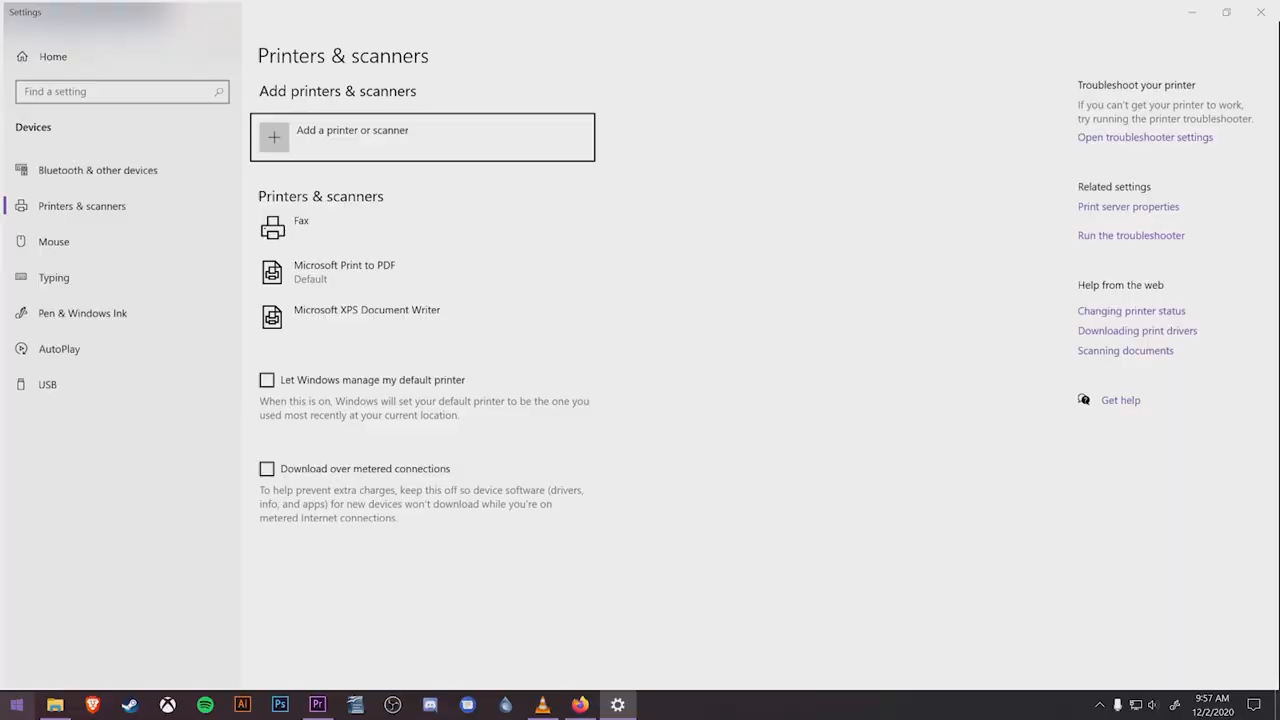 Settings
Home
Find a setting
Devices
Bluetooth & other devices
Printers & scanners
Mouse
Typing
Pen & Windows Ink
AutoPlay
USB
Printers & scanners
Add printers & scanners
Add a printer or scanner
Printers & scanners
Fax
Microsoft Print to PDF
Default
Microsoft XPS Document Writer
Let Windows manage my default printer
When this is on, Windows will set your default printer to be the one you
used most recently at your current location.
Download over metered connections
To help prevent extra charges, keep this off so device software (drivers,
info, and apps) for new devices won't download while you're on
metered Internet connections.
Troubleshoot your printer
If you can't get your printer to work,
try running the printer troubleshooter.
Open troubleshooter settings
Related settings
Print server properties
Run the troubleshooter
Help from the web
Changing printer status
Downloading print drivers
Scanning documents
Get help
Ai
Ps
Pr
9:57 AM
12/2/2020